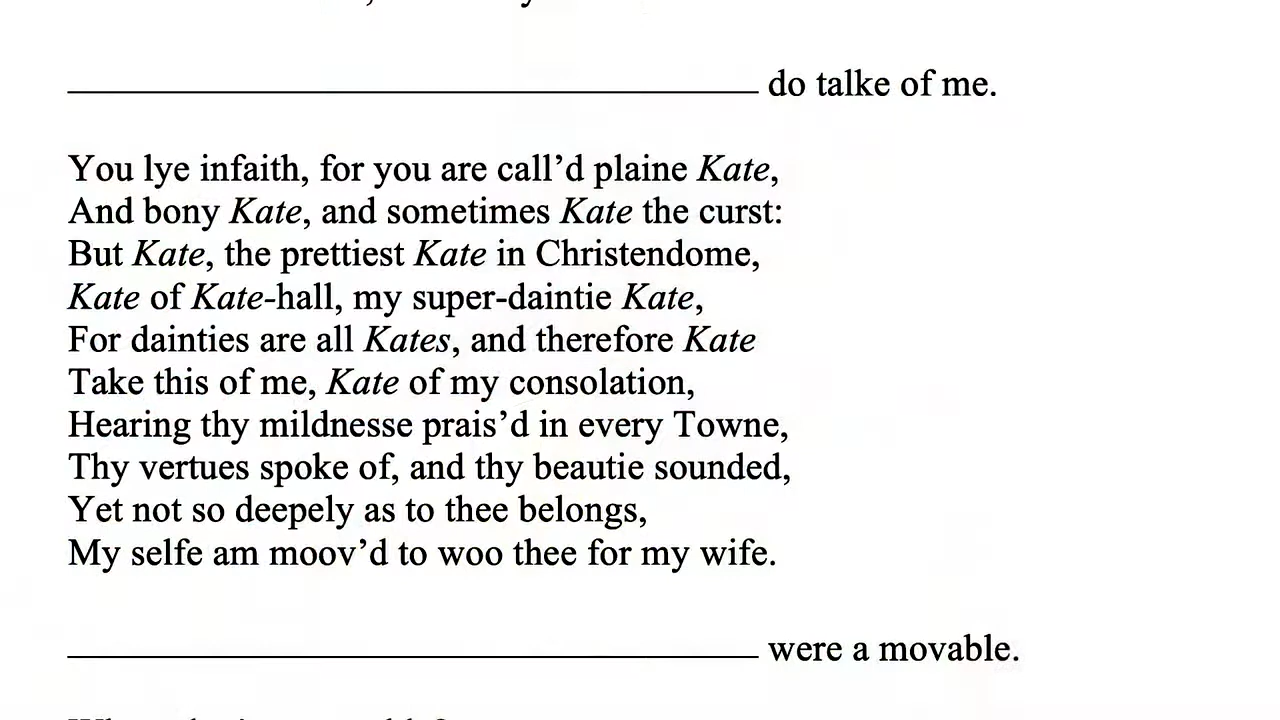 do talke of me.
You lye infaith, for you are call’d plaine Kate,
And bony Kate, and sometimes Kate the curst:
But Kate, the prettiest Kate in Christendome,
Kate of Kate-hall, my super-daintie Kate,
For dainties are all Kates, and therefore Kate
Take this of me, Kate of my consolation,
Hearing thy mildnesse prais’d in every Towne,
Thy vertues spoke of, and thy beautie sounded,
Yet not so deepely as to thee belongs,
My selfe am moov’d to woo thee for my wife.
were a movable.